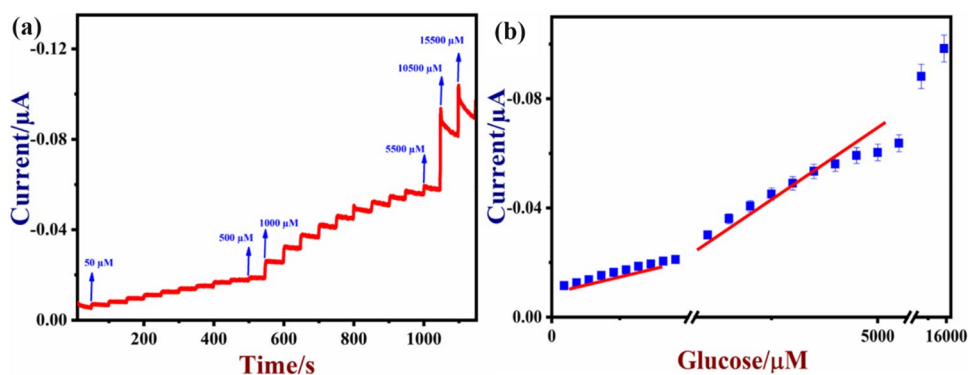 (a)
-0.12
-0.08
-0.04
0.00
Current/µA
50 µM
500 µM
1000 µM
5500 µM
10500 µM
15500 µM
200
400
600
800
1000
Time/s
(b)
-0.08
-0.04
0.00
Current/µA
0
5000
16000
Glucose/µM